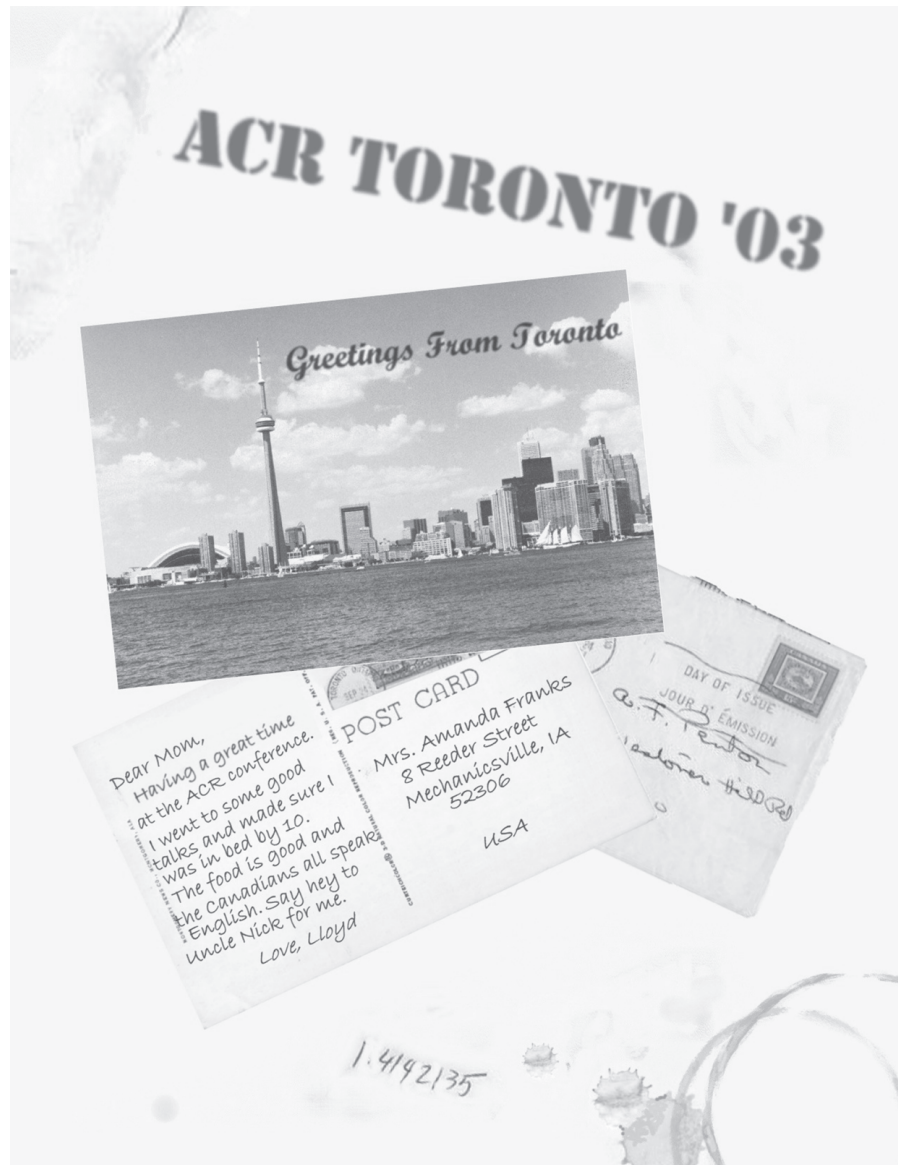 ACR TORONTO '03
Greetings From Toronto
Dear Mom,
Having a great time
at the ACR conference.
I went to some good
talks and made sure I
was in bed by 10.
The food is good and
the Canadians all speak
English. Say hey to
Uncle Nick for me.
Love, Lloyd
POST CARD
Mrs. Amanda Franks
8 Reeder Street
Mechanicsville, IA
52306
USA
DAY OF ISSUE
JOUR D' ÉMISSION
1.4142135